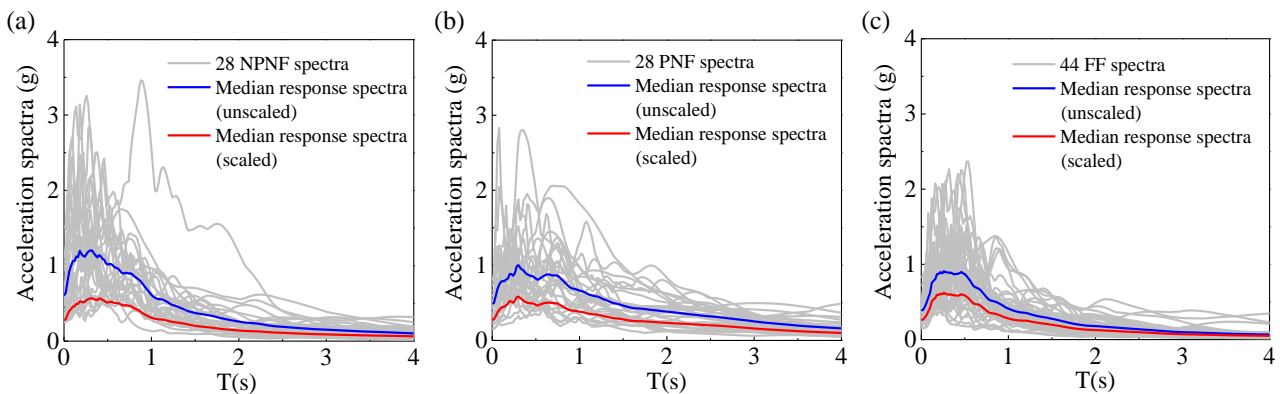 (a)
Acceleration spactra (g)
4
3
2
1
0
28 NPNF spectra
Median response spectra
(unscaled)
Median response spectra
(scaled)
0 1 2 3 4
T(s)
(b)
Acceleration spactra (g)
4
3
2
1
0
28 PNF spectra
Median response spectra
(unscaled)
Median response spectra
(scaled)
0 1 2 3 4
T(s)
(c)
Acceleration spactra (g)
4
3
2
1
0
44 FF spectra
Median response spectra
(unscaled)
Median response spectra
(scaled)
0 1 2 3 4
T(s)